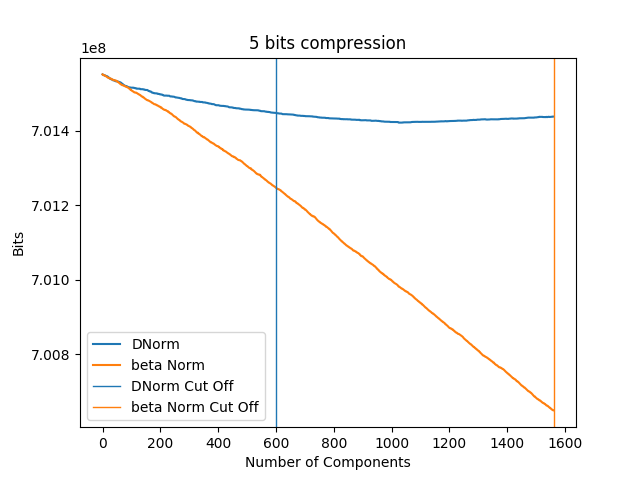 5 bits compression
1e8
7.014
7.012
7.010
7.008
Bits
DNorm
beta Norm
DNorm Cut Off
beta Norm Cut Off
0 200 400 600 800 1000 1200 1400 1600
Number of Components